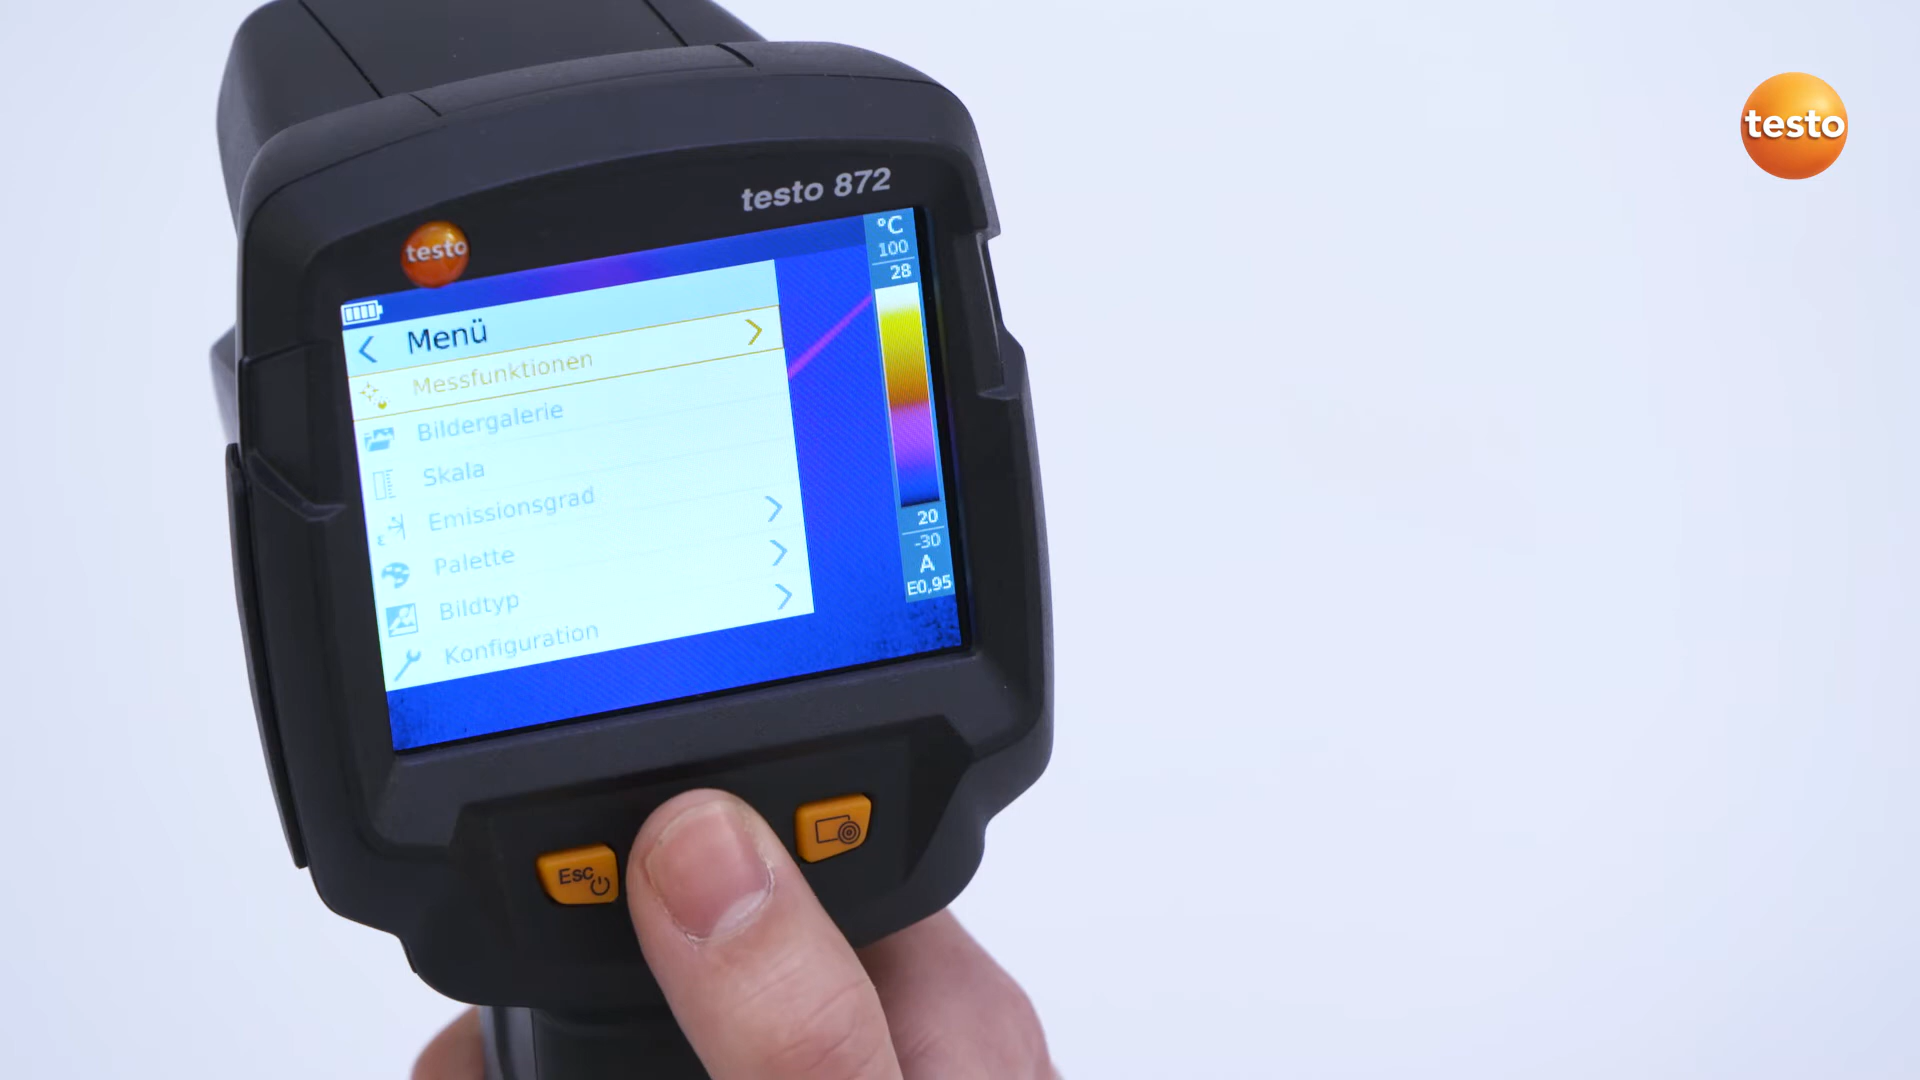 testo
testo 872
testo
°C
100
28
Menü
Messfunktionen
Bildergalerie
Skala
Emissionsgrad
Palette
Bildtyp
Konfiguration
20
-30
A
E0,95
ε
Esc